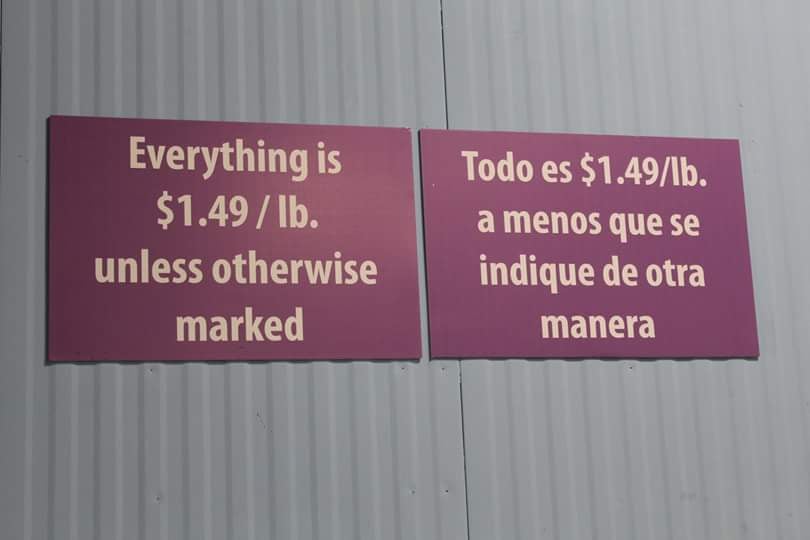 Everything is
$1.49 / lb.
unless otherwise
marked
Todo es $1.49/lb.
a menos que se
indique de otra
manera